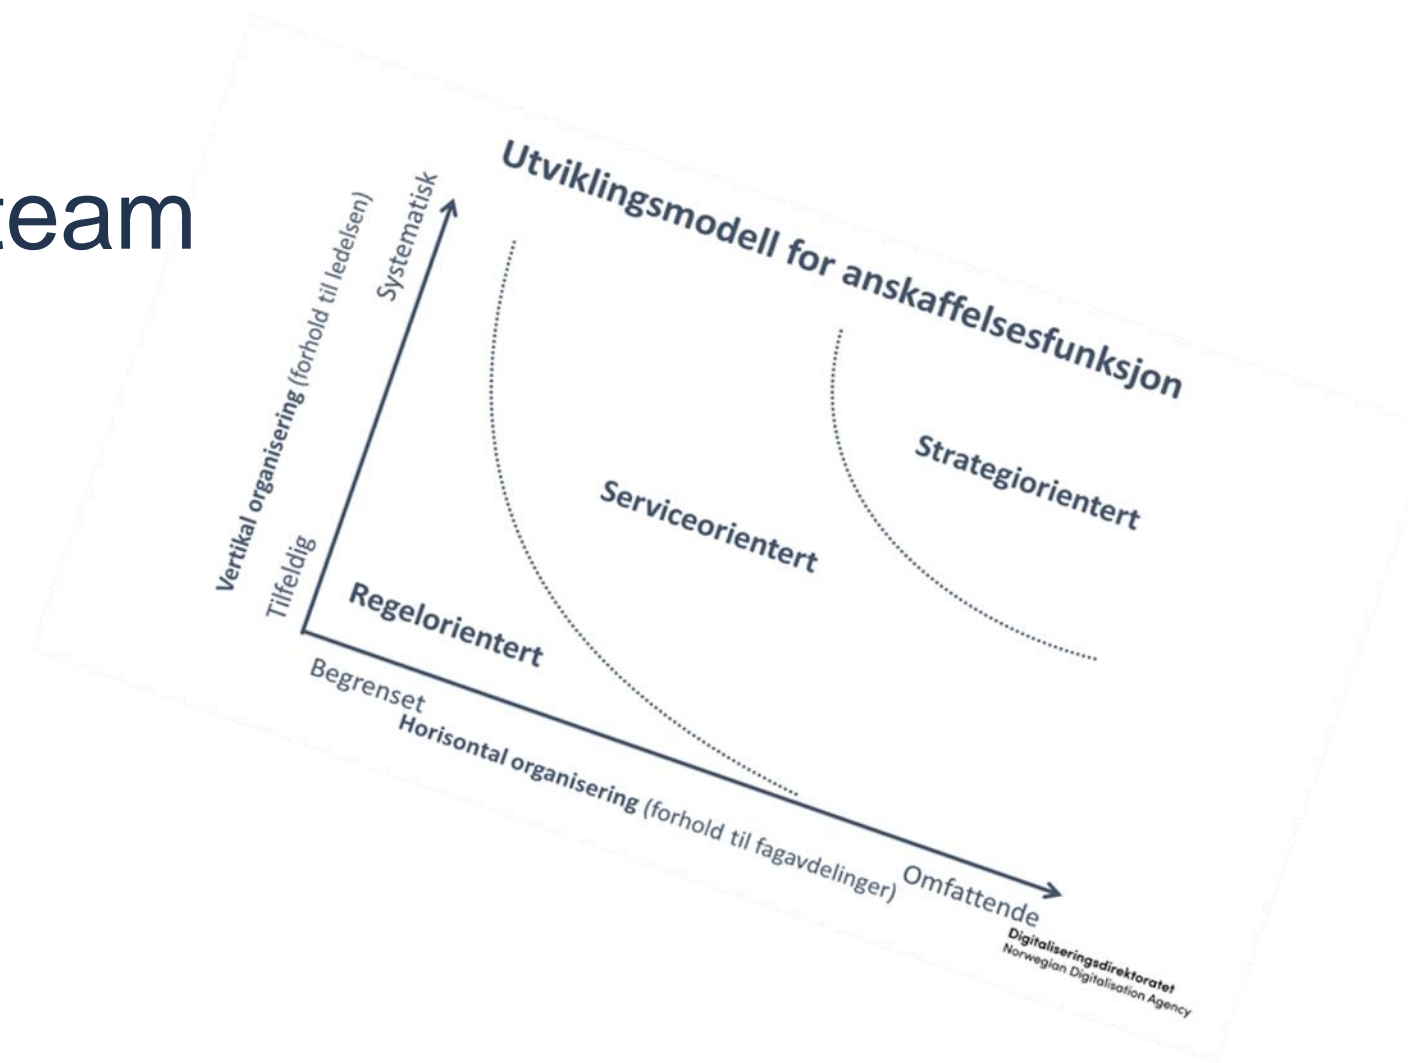 team
Utviklingsmodell for anskaffelsesfunksjon
Vertikal organisering (forhold til ledelsen)
Systematisk
Tilfeldig
Strategiorientert
Serviceorientert
Regelorientert
Begrenset
Horisontal organisering (forhold til fagavdelinger)
Omfattende
Digitaliseringsdirektoratet
Norwegian Digitalisation Agency